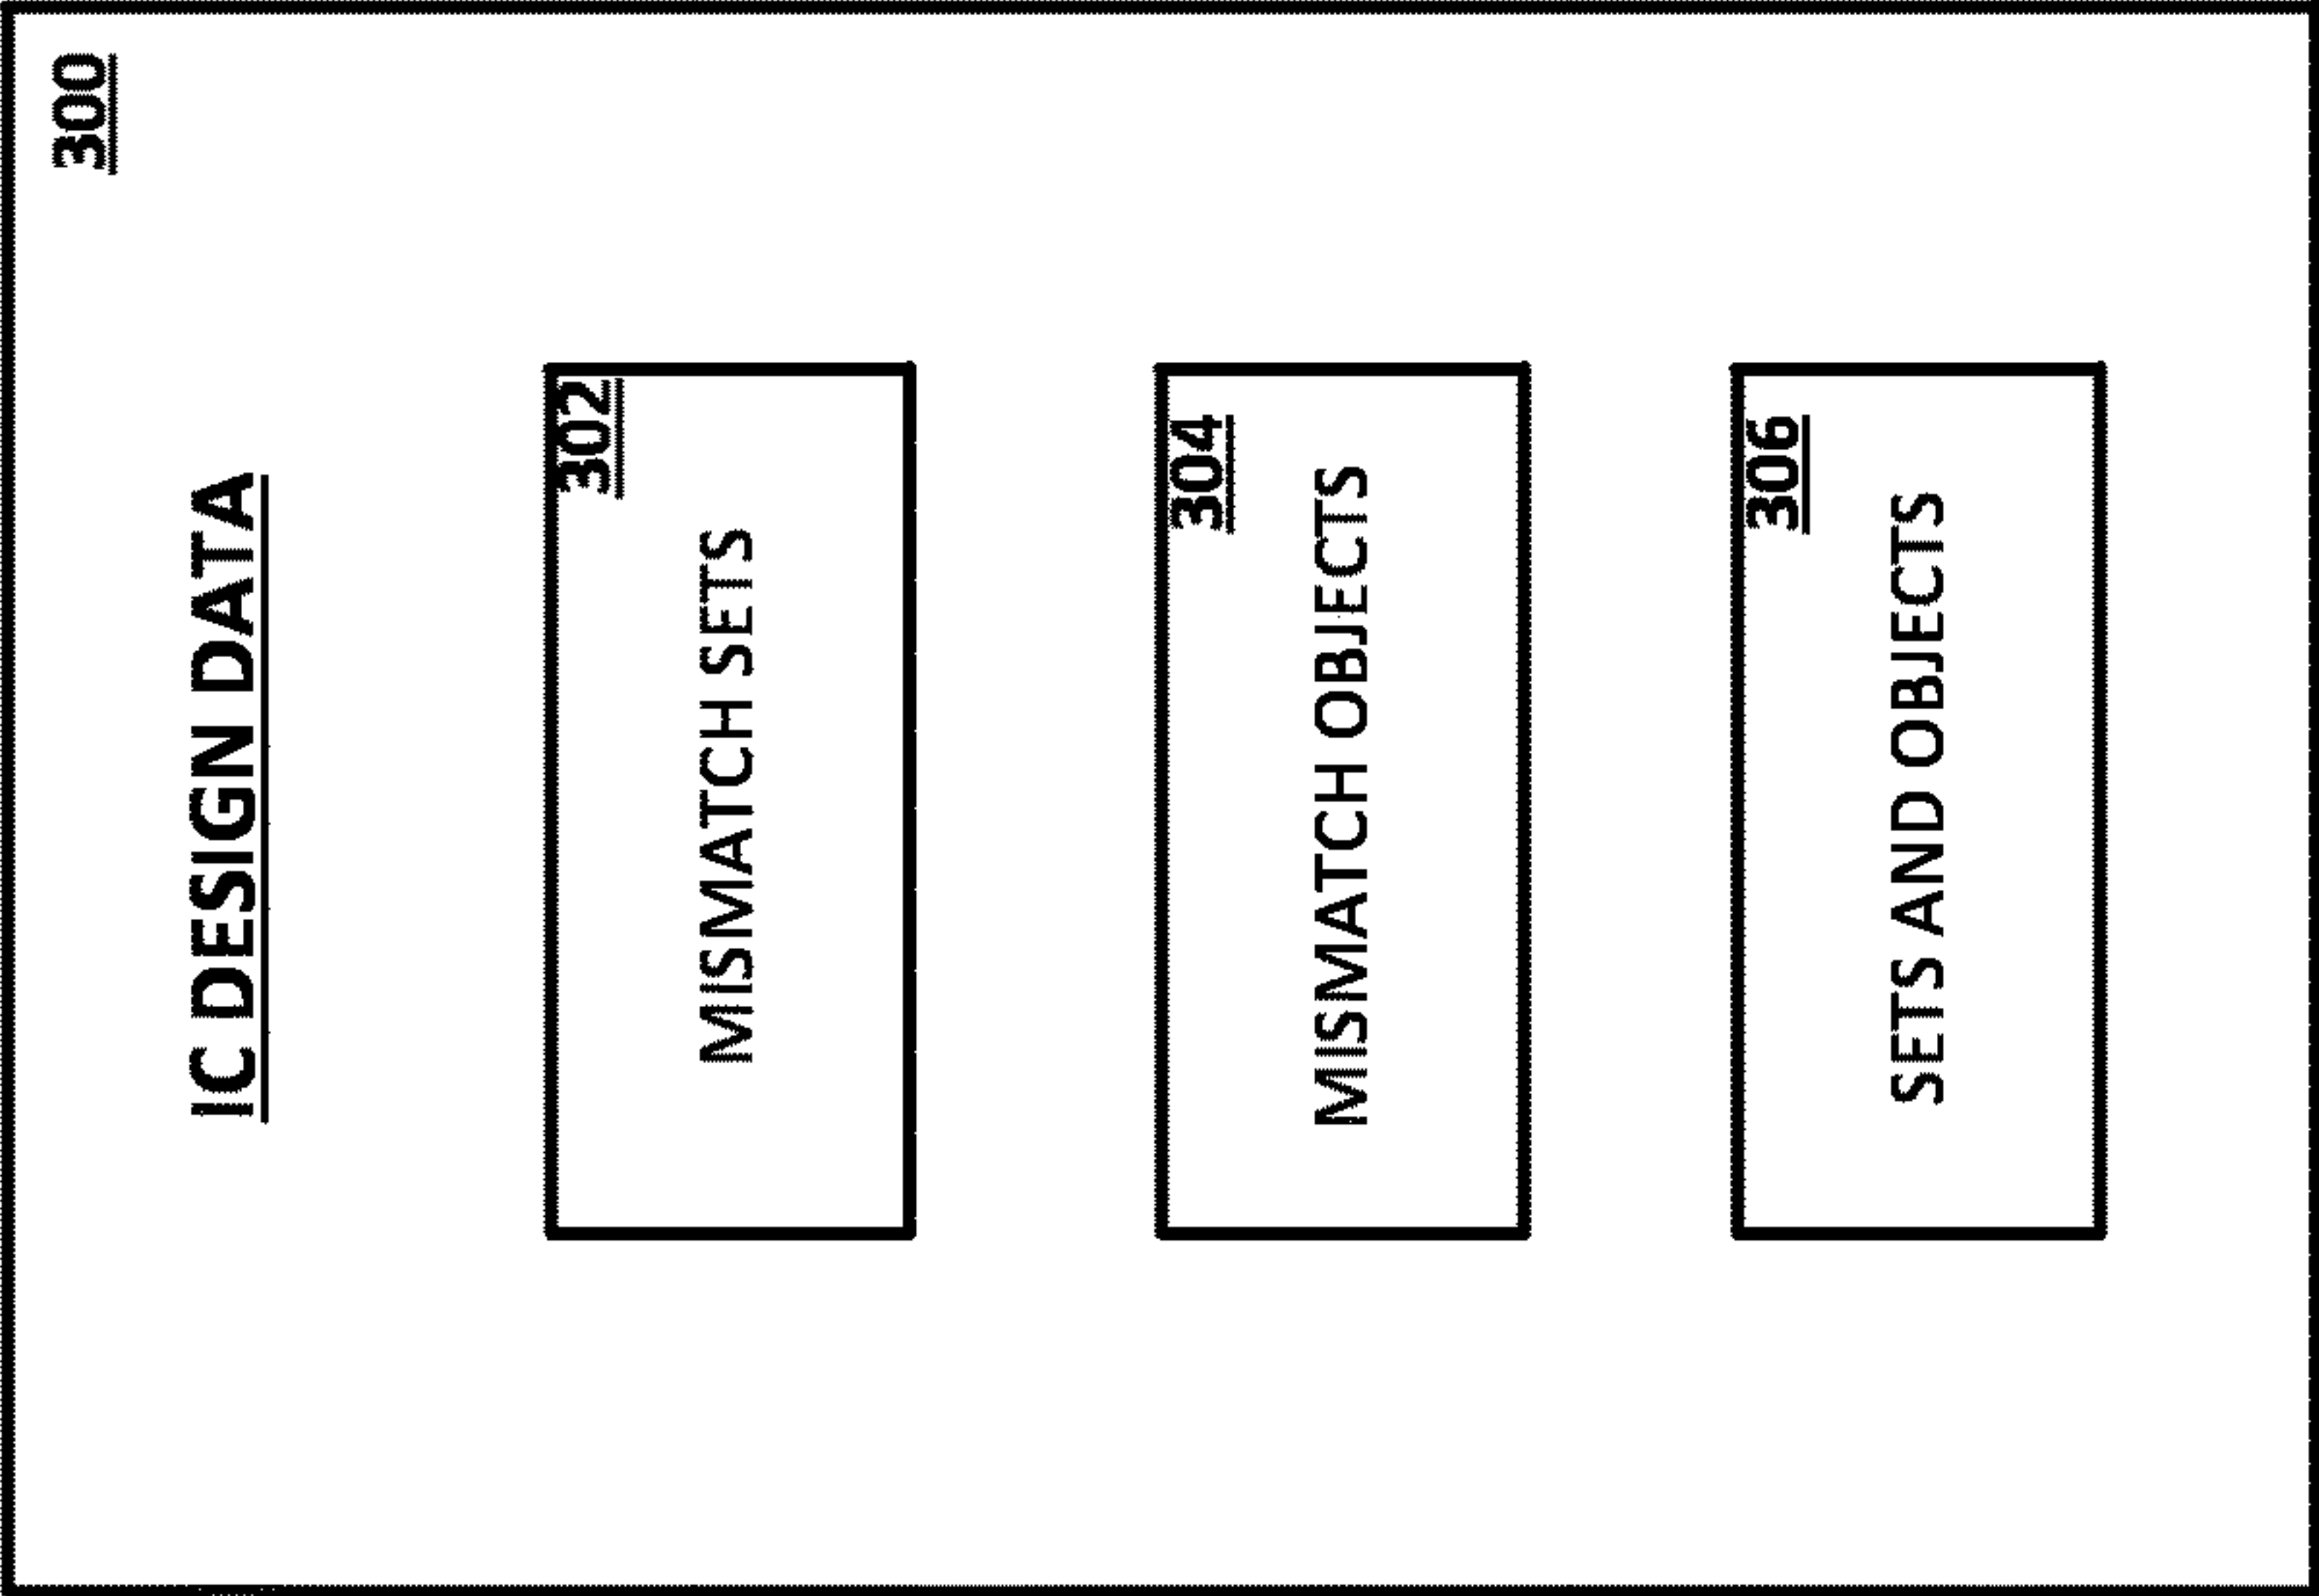 300
IC DESIGN DATA
302
MISMATCH SETS
304
MISMATCH OBJECTS
306
SETS AND OBJECTS